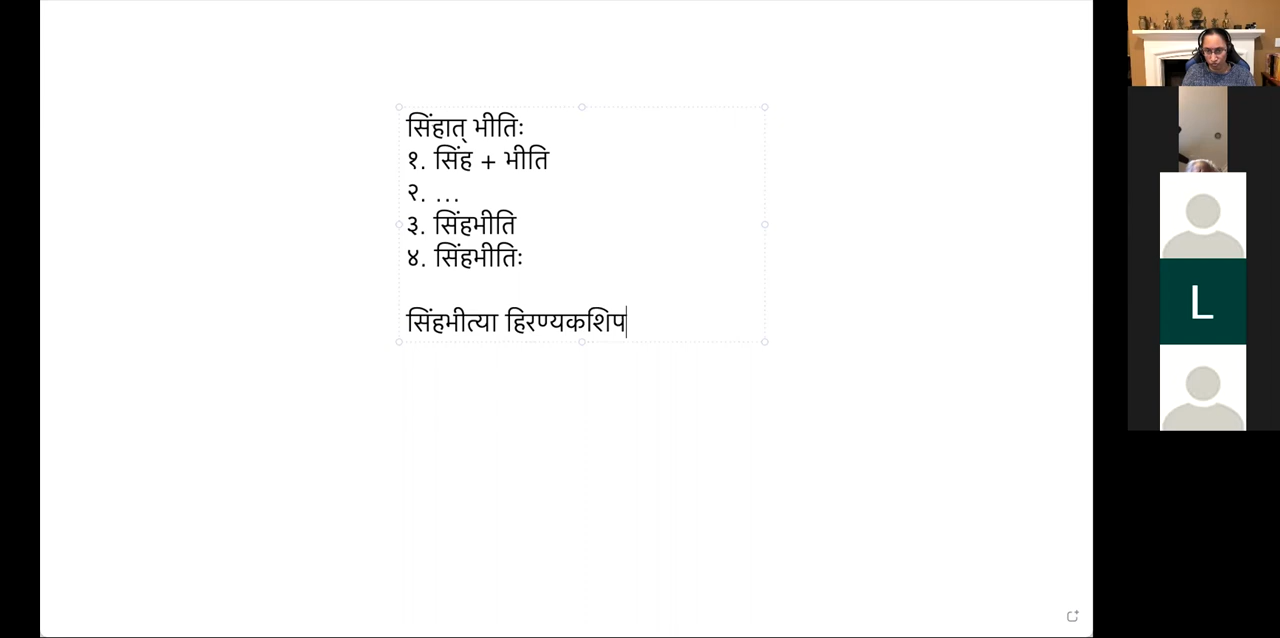 सिंहात् भीतिः
१. सिंह + भीति
२. ...
३. सिंहभीति
४. सिंहभीतिः
सिंहभीत्या हिरण्यकशिप
L